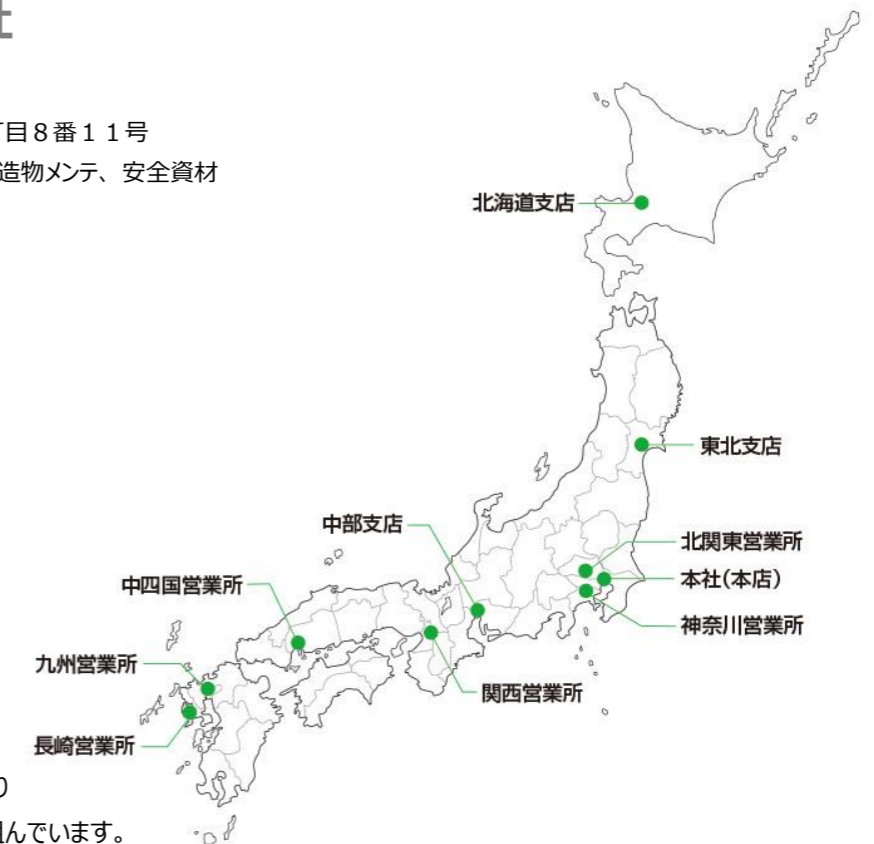 社
丁目８番１１号
造物メンテ、安全資材
北海道支店
東北支店
中部支店
北関東営業所
中四国営業所
本社(本店)
神奈川営業所
九州営業所
関西営業所
長崎営業所
り
組んでいます。